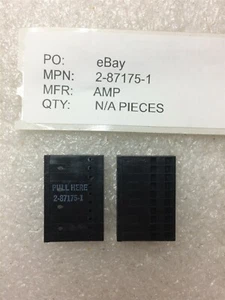 PO: eBay
MPN: 2-87175-1
MFR: AMP
QTY: N/A PIECES
PULL HERE
2-87175-1